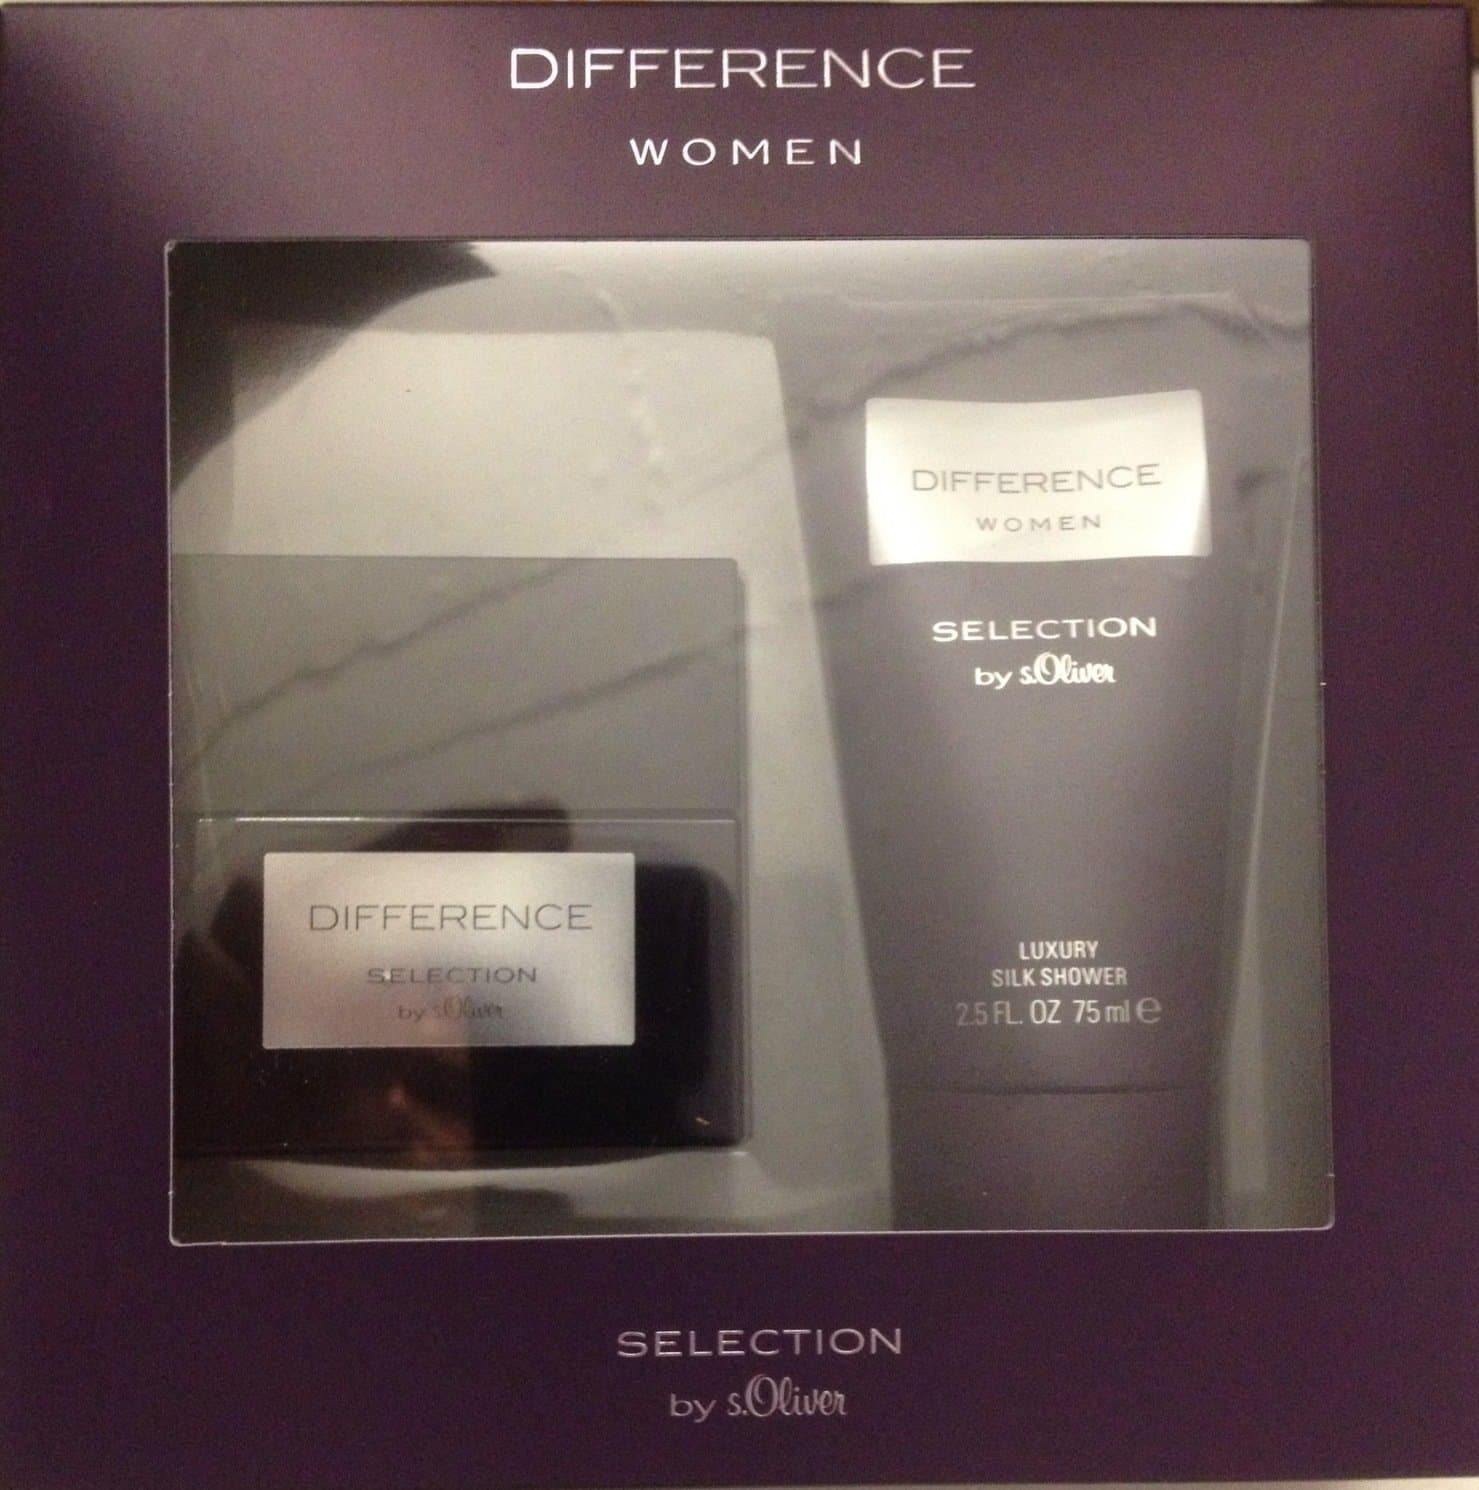 DIFFERENCE
WOMEN
DIFFERENCE
WOMEN
SELECTION
by s.Oliver
LUXURY
SILK SHOWER
2.5 FL. OZ 75 ml ℮
DIFFERENCE
SELECTION
by s.Oliver
SELECTION
by s.Oliver